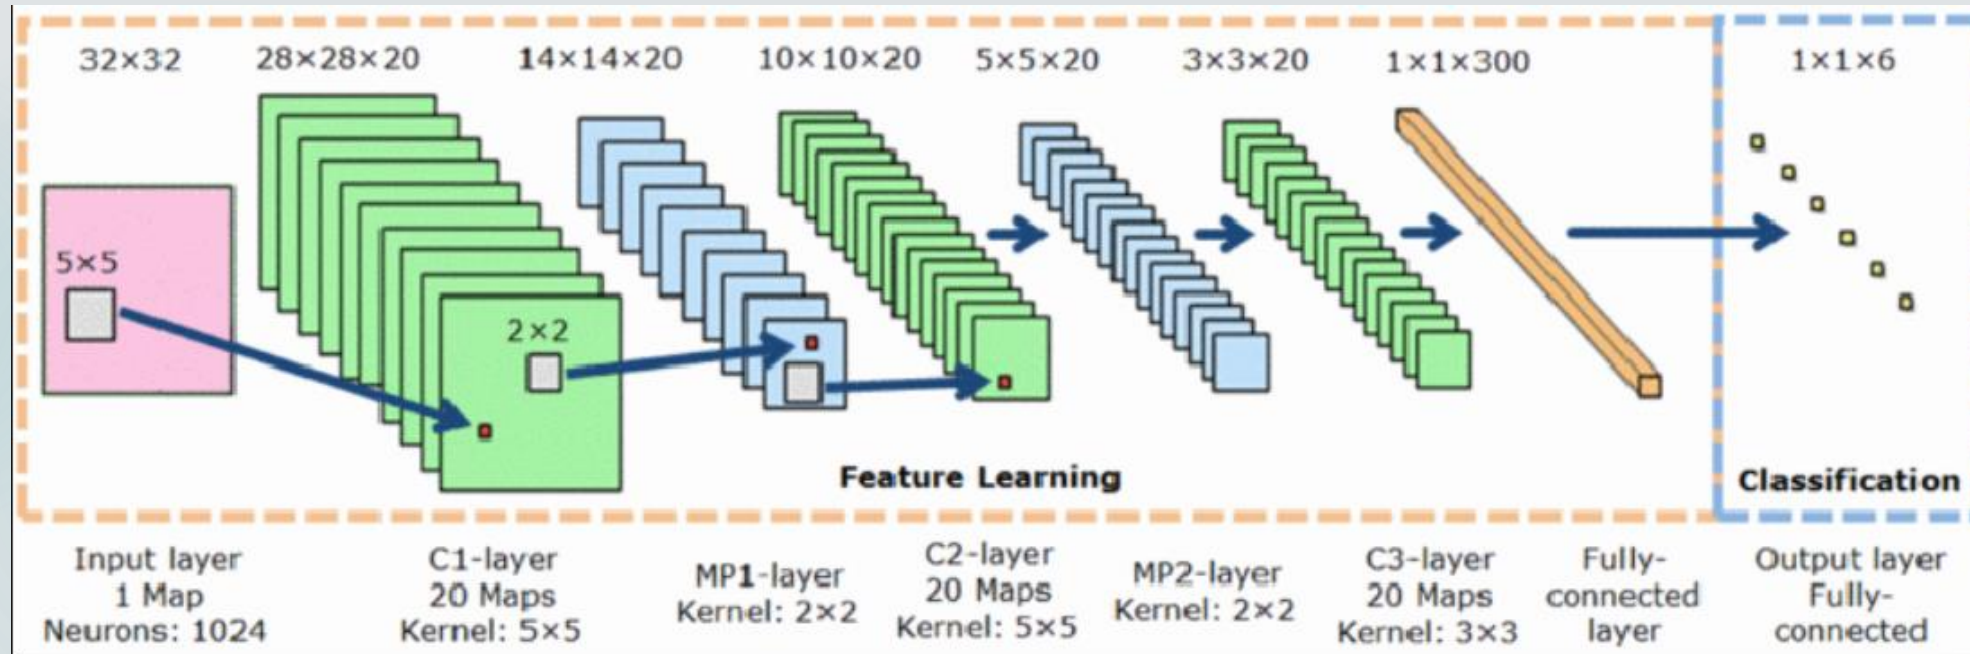 32×32 28×28×20 14×14×20 10×10×20 5×5×20 3×3×20 1×1×300 1×1×6
5×5
2×2
Feature Learning
Classification
Input layer
1 Map
Neurons: 1024
C1-layer
20 Maps
Kernel: 5×5
MP1-layer
Kernel: 2×2
C2-layer
20 Maps
Kernel: 5×5
MP2-layer
Kernel: 2×2
C3-layer
20 Maps
Kernel: 3×3
Fully-
connected
layer
Output layer
Fully-
connected